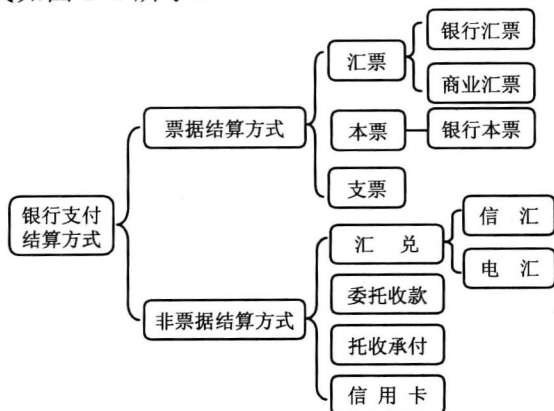 银行汇票
汇票
商业汇票
票据结算方式
本票
银行本票
支票
银行支付
结算方式
信 汇
汇 兑
电 汇
委托收款
非票据结算方式
托收承付
信 用 卡